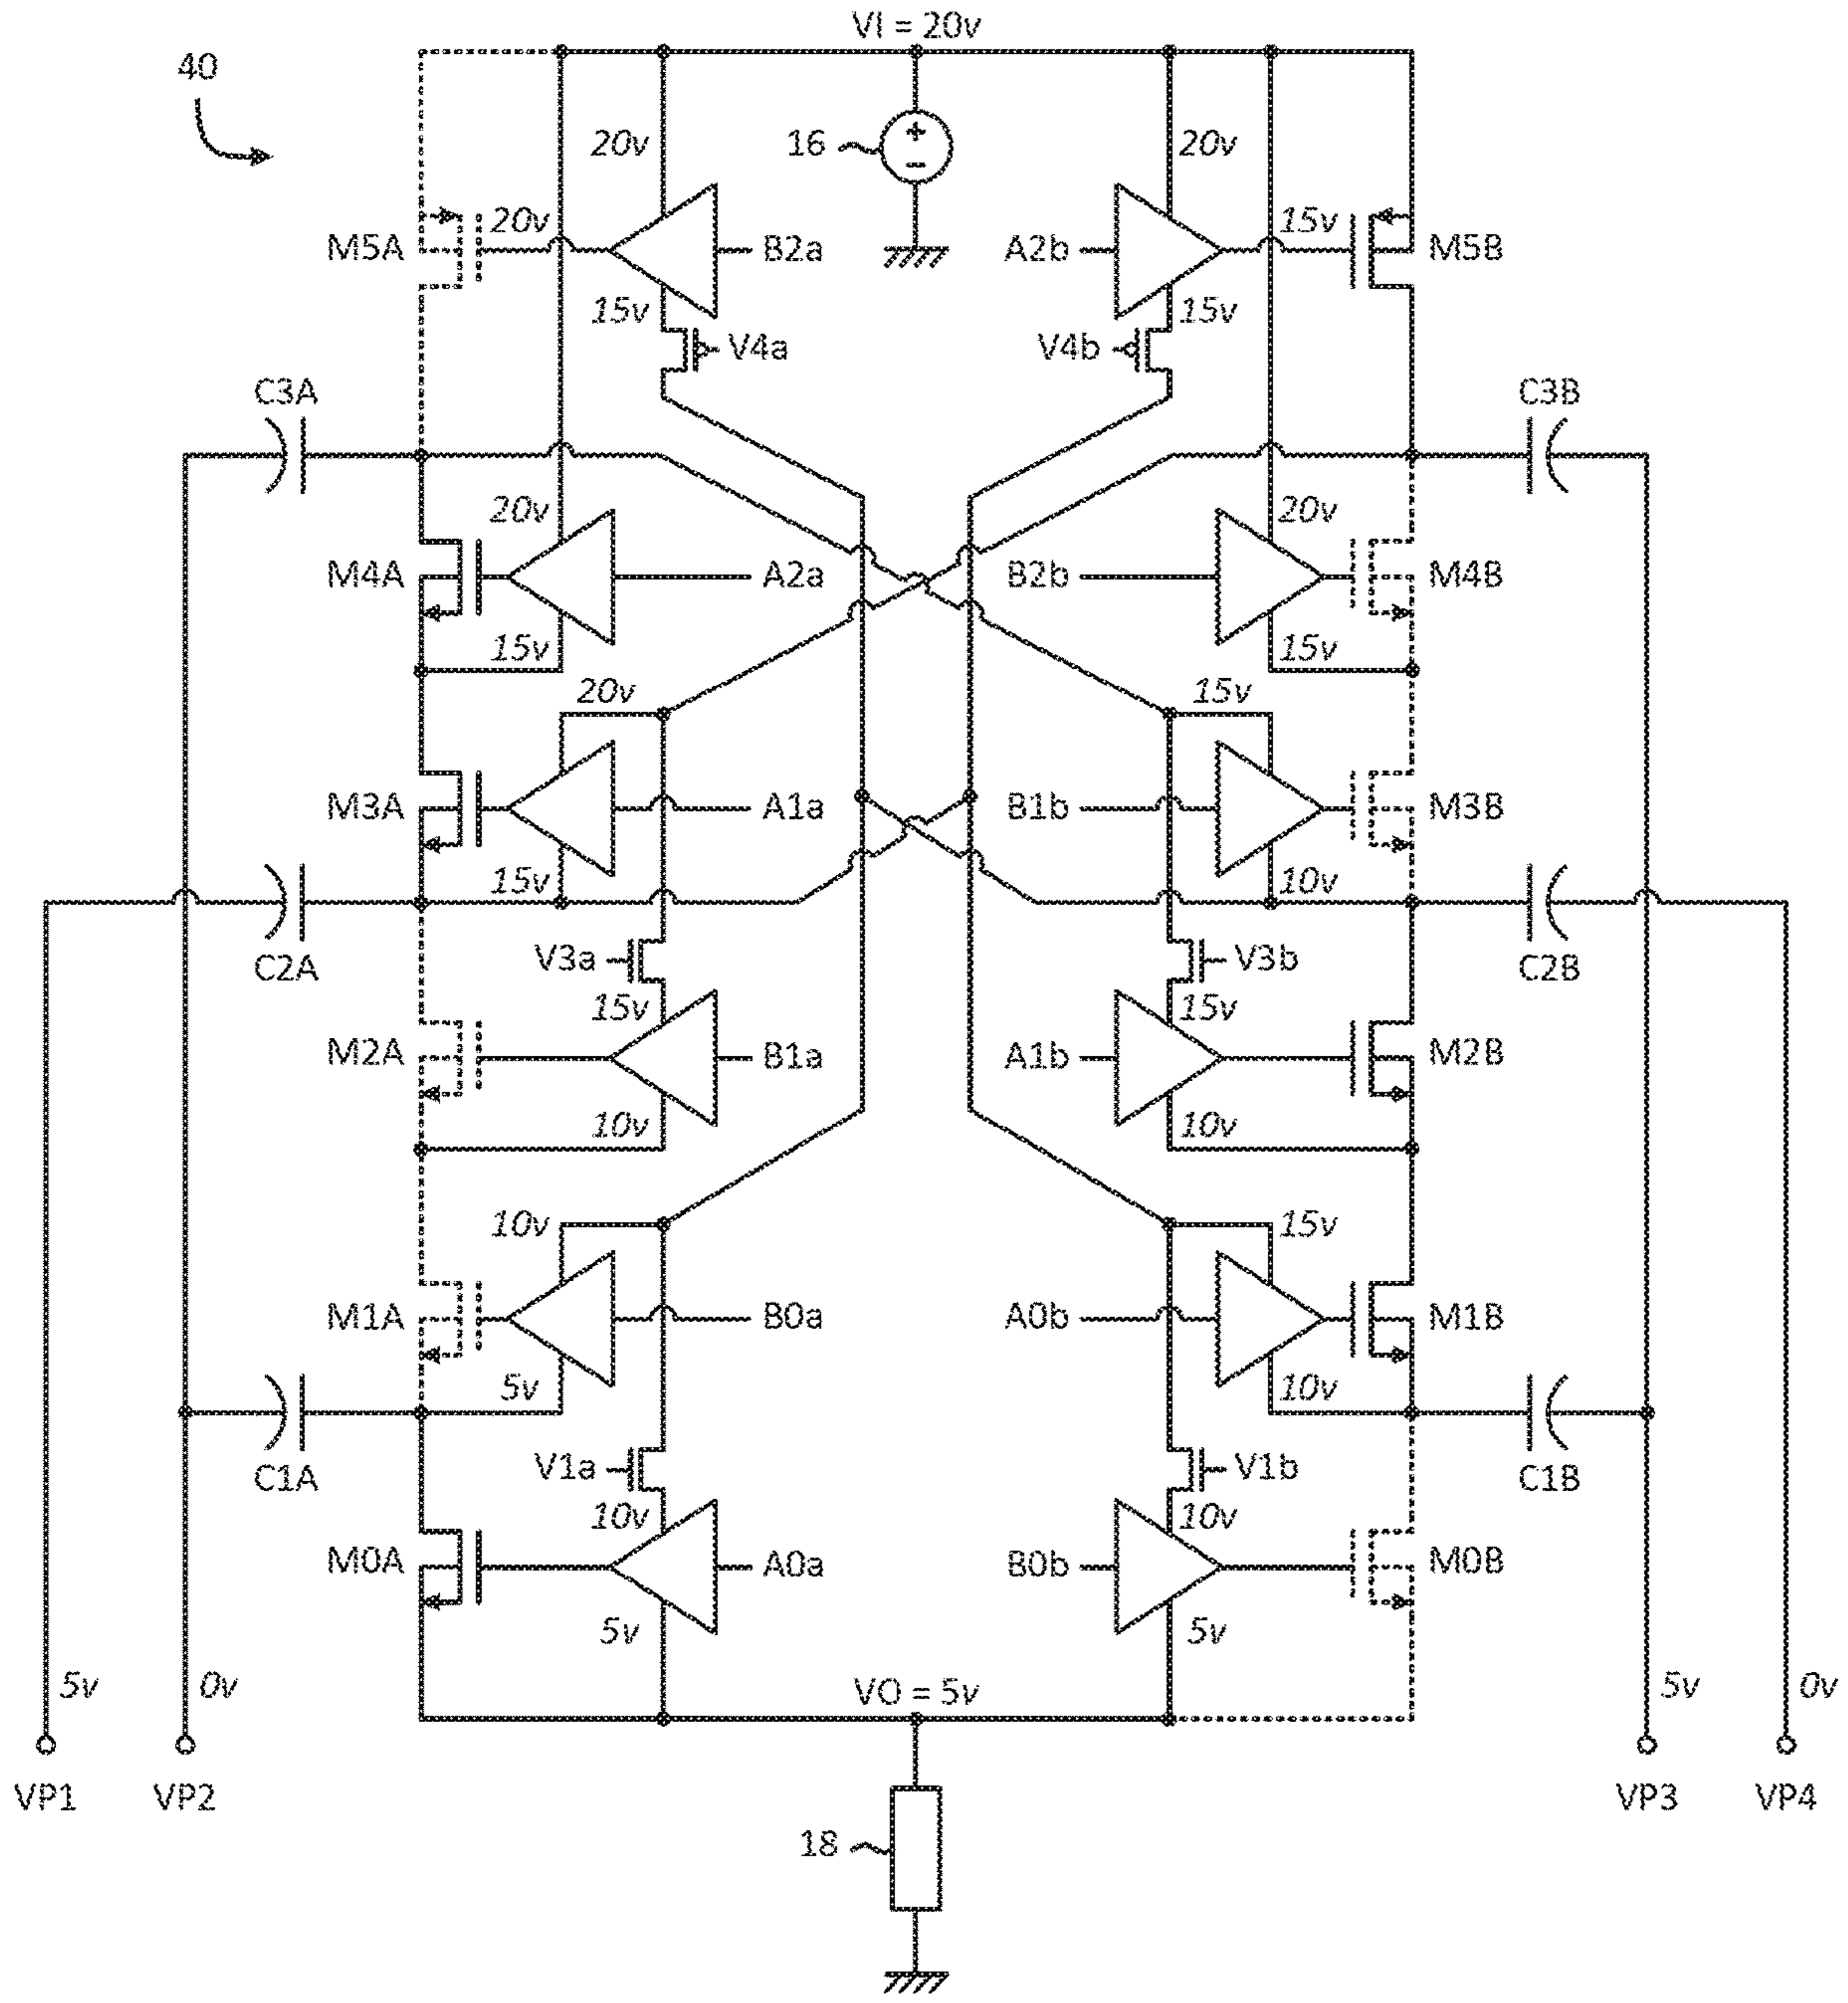 VI = 20v
40
20v
16
20v
M5A
20v
B2a
A2b
15v
M5B
15v
15v
V4a
V4b
C3A
C3B
20v
20v
M4A
A2a
B2b
M4B
15v
15v
20v
15v
M3A
A1a
B1b
M3B
15v
10v
C2A
V3a
V3b
C2B
15v
15v
M2A
B1a
A1b
M2B
10v
10v
10v
15v
M1A
B0a
A0b
M1B
5v
10v
C1A
V1a
V1b
C1B
10v
10v
M0A
A0a
B0b
M0B
5v
5v
5v
0v
VO = 5v
5v
0v
VP1
VP2
VP3
VP4
18